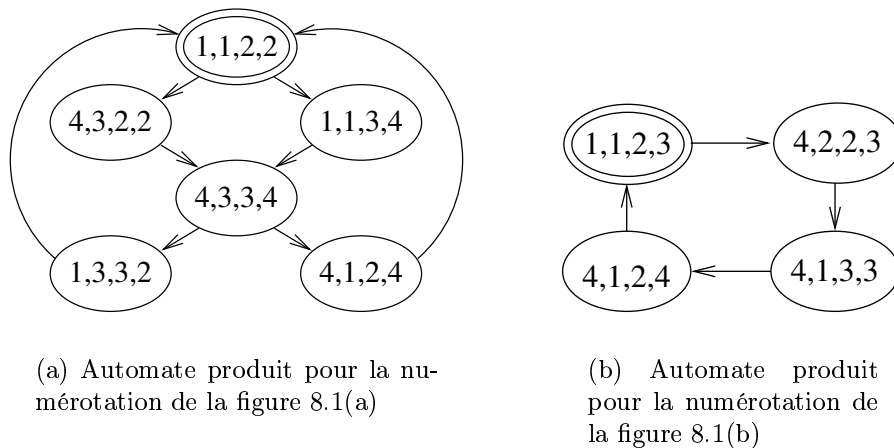 1,1,2,2
4,3,2,2
1,1,3,4
4,3,3,4
1,3,3,2
4,1,2,4
(a) Automate produit pour la nu-
mérotation de la figure 8.1(a)
1,1,2,3
4,2,2,3
4,1,2,4
4,1,3,3
(b) Automate produit
pour la numérotation de
la figure 8.1(b)